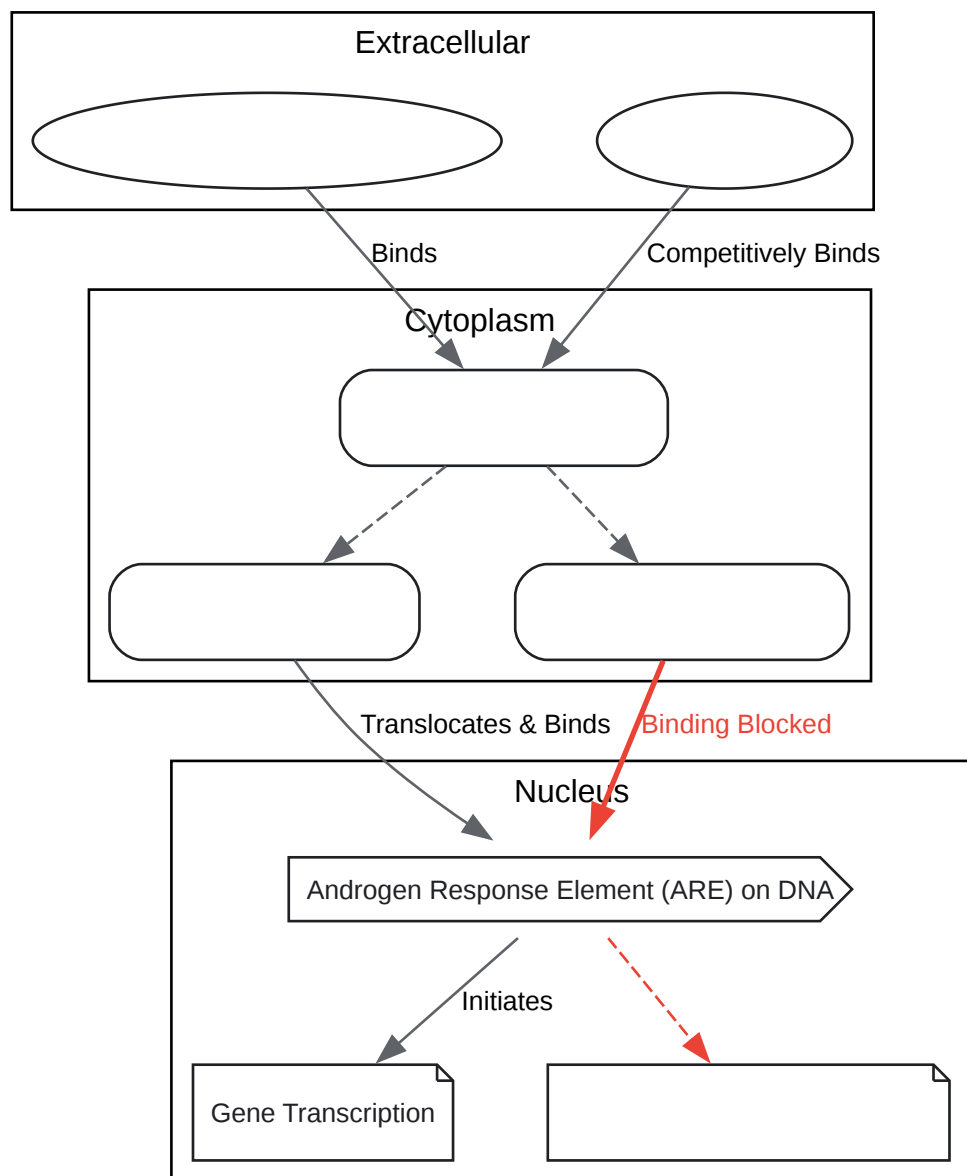 Extracellular
Binds
Competitively Binds
Cytoplasm
Translocates & Binds
Binding Blocked
Nucleus
Androgen Response Element (ARE) on DNA
Initiates
Gene Transcription